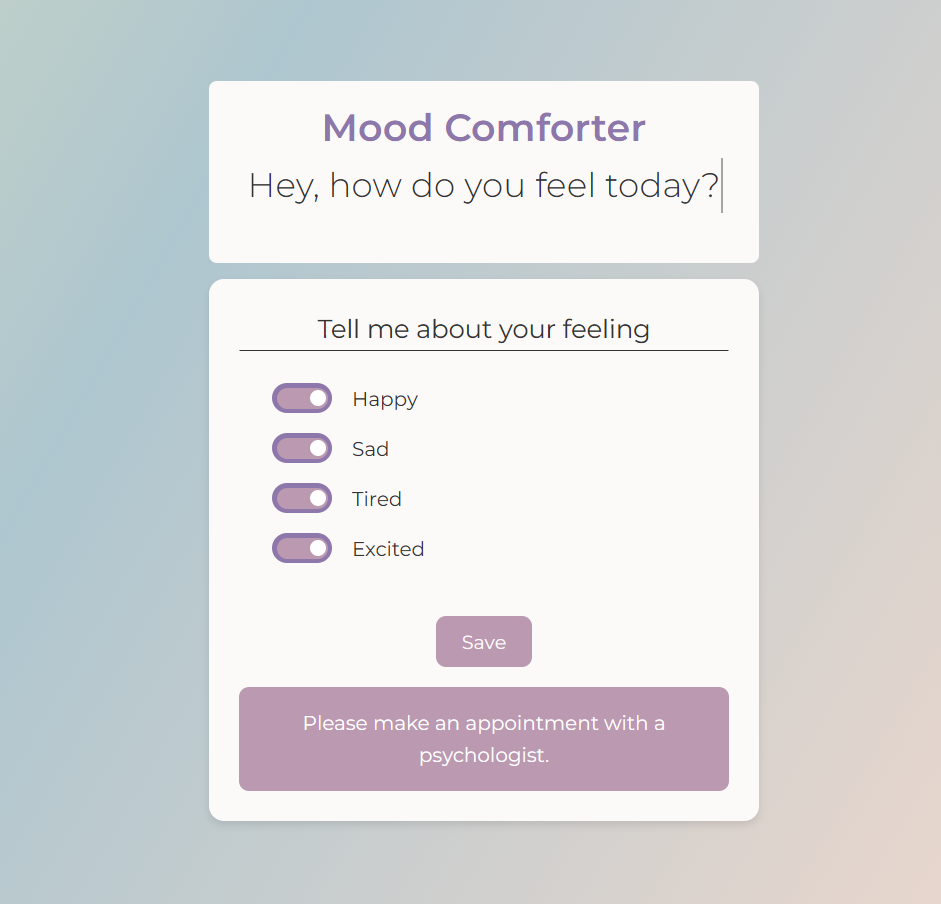 Mood Comforter
Hey, how do you feel today?
Tell me about your feeling
Happy
Sad
Tired
Excited
Save
Please make an appointment with a
psychologist.